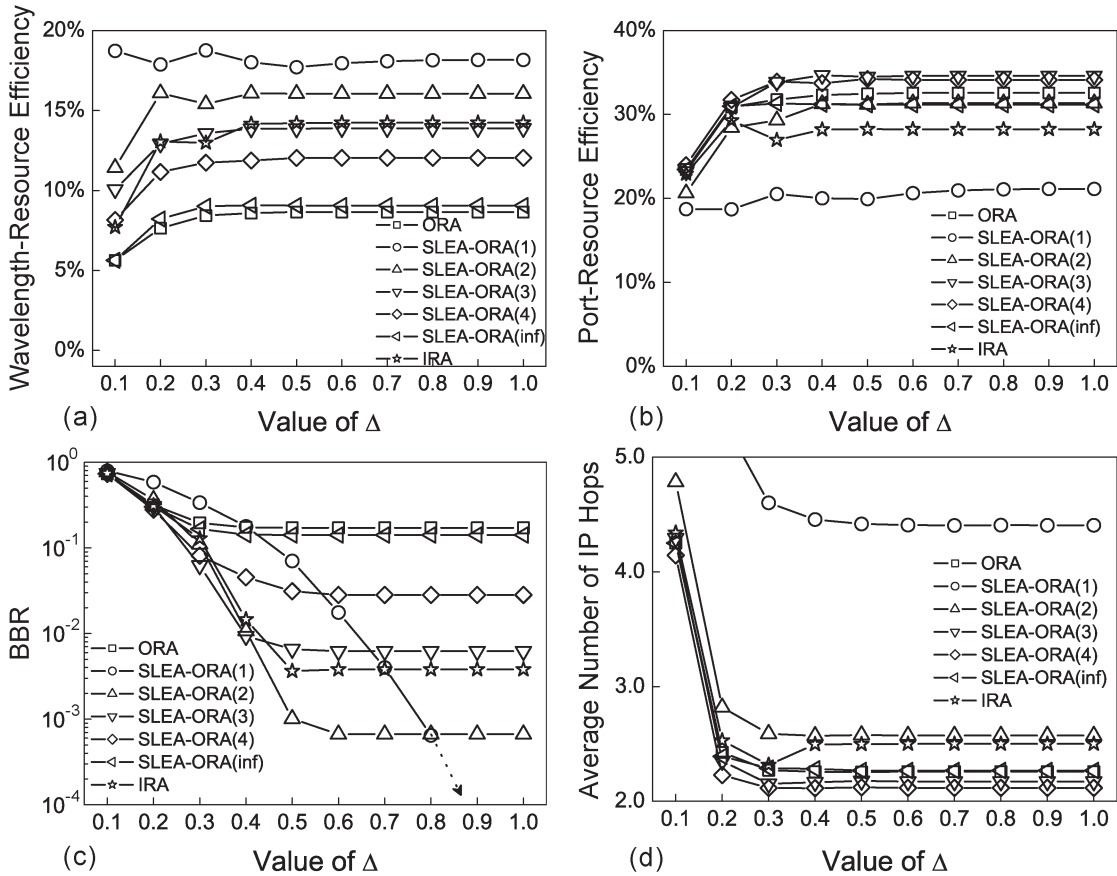 20%
15%
10%
5%
0%
Wavelength-Resource Efficiency
ORA
SLEA-ORA(1)
SLEA-ORA(2)
SLEA-ORA(3)
SLEA-ORA(4)
SLEA-ORA(inf)
IRA
0.1 0.2 0.3 0.4 0.5 0.6 0.7 0.8 0.9 1.0
(a) Value of Δ
40%
30%
20%
10%
0%
Port-Resource Efficiency
ORA
SLEA-ORA(1)
SLEA-ORA(2)
SLEA-ORA(3)
SLEA-ORA(4)
SLEA-ORA(inf)
IRA
0.1 0.2 0.3 0.4 0.5 0.6 0.7 0.8 0.9 1.0
(b) Value of Δ
10^0
10^-1
10^-2
10^-3
10^-4
BBR
ORA
SLEA-ORA(1)
SLEA-ORA(2)
SLEA-ORA(3)
SLEA-ORA(4)
SLEA-ORA(inf)
IRA
0.1 0.2 0.3 0.4 0.5 0.6 0.7 0.8 0.9 1.0
(c) Value of Δ
5.0
4.0
3.0
2.0
Average Number of IP Hops
ORA
SLEA-ORA(1)
SLEA-ORA(2)
SLEA-ORA(3)
SLEA-ORA(4)
SLEA-ORA(inf)
IRA
0.1 0.2 0.3 0.4 0.5 0.6 0.7 0.8 0.9 1.0
(d) Value of Δ